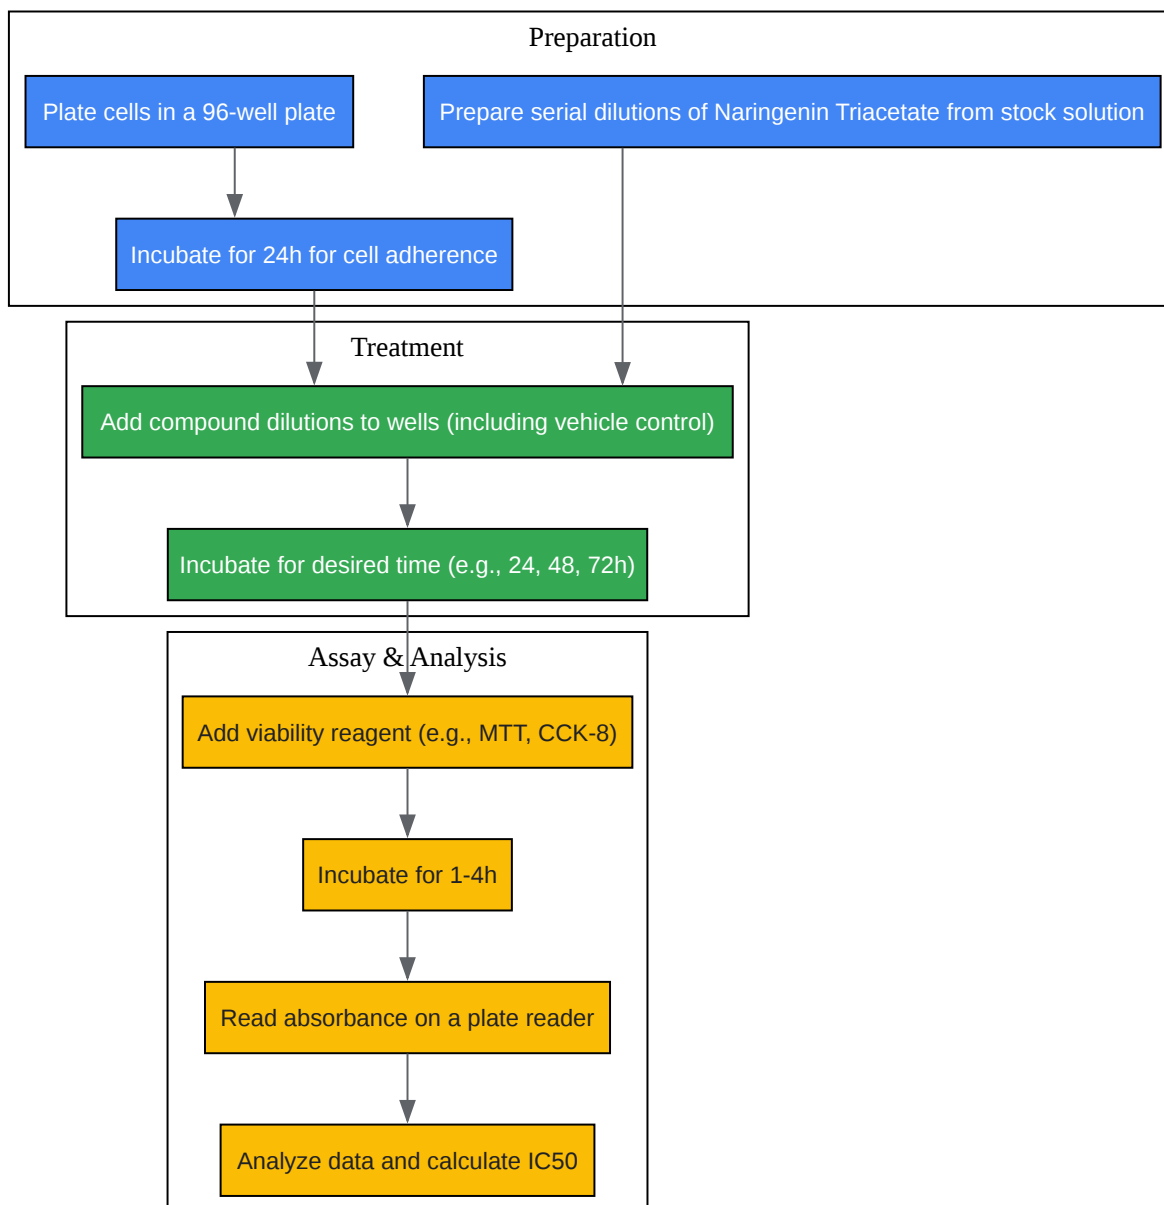 Preparation
Plate cells in a 96-well plate
Prepare serial dilutions of Naringenin Triacetate from stock solution
Incubate for 24h for cell adherence
Treatment
Add compound dilutions to wells (including vehicle control)
Incubate for desired time (e.g., 24, 48, 72h)
Assay & Analysis
Add viability reagent (e.g., MTT, CCK-8)
Incubate for 1-4h
Read absorbance on a plate reader
Analyze data and calculate IC50